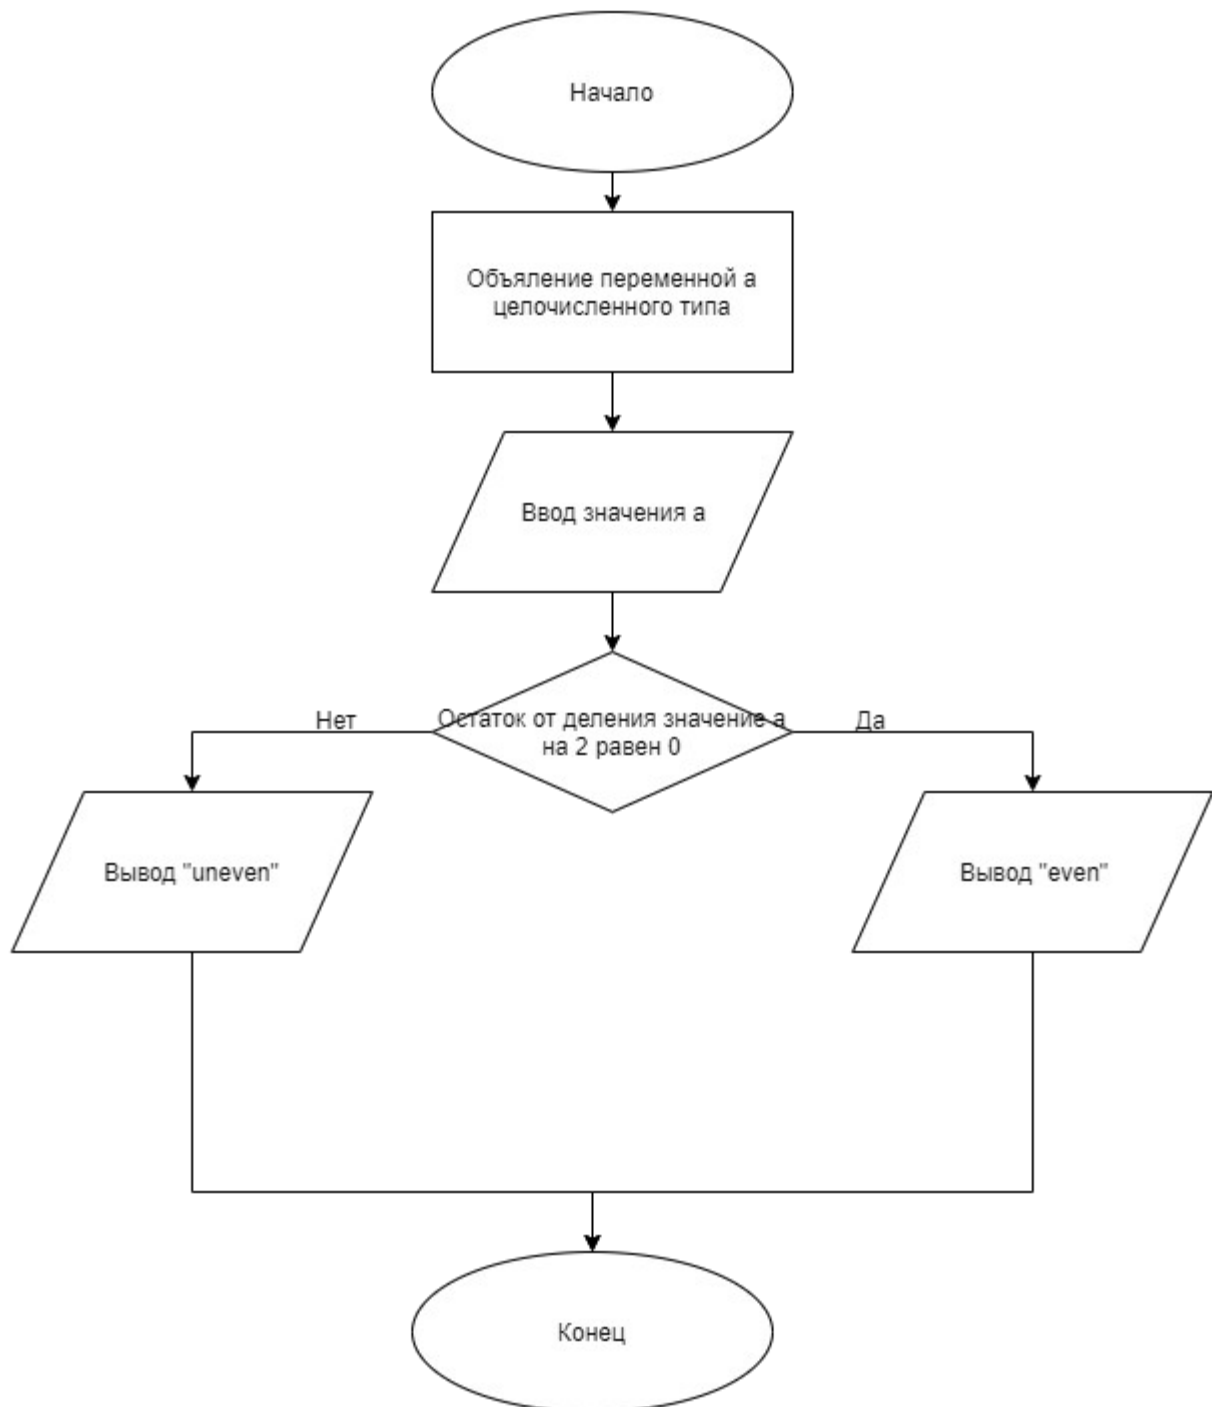 Начало
Объяление переменной а
целочисленного типа
Ввод значения а
Нет
Остаток от деления значение а
на 2 равен 0
Да
Вывод "uneven"
Вывод "even"
Конец